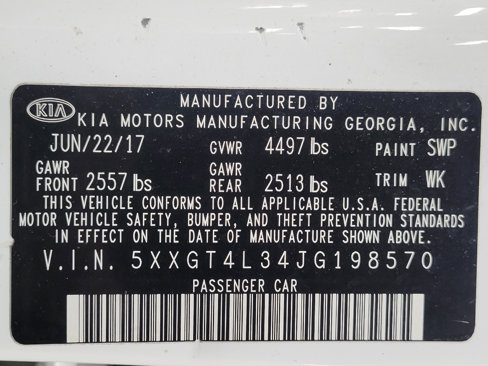 MANUFACTURED BY
KIA KIA MOTORS MANUFACTURING GEORGIA, INC.
JUN/22/17 GVWR 4497 lbs PAINT SWP
GAWR FRONT 2557 lbs GAWR REAR 2513 lbs TRIM WK
THIS VEHICLE CONFORMS TO ALL APPLICABLE U.S.A. FEDERAL
MOTOR VEHICLE SAFETY, BUMPER, AND THEFT PREVENTION STANDARDS
IN EFFECT ON THE DATE OF MANUFACTURE SHOWN ABOVE.
V.I.N. 5XXGT4L34JG198570
PASSENGER CAR